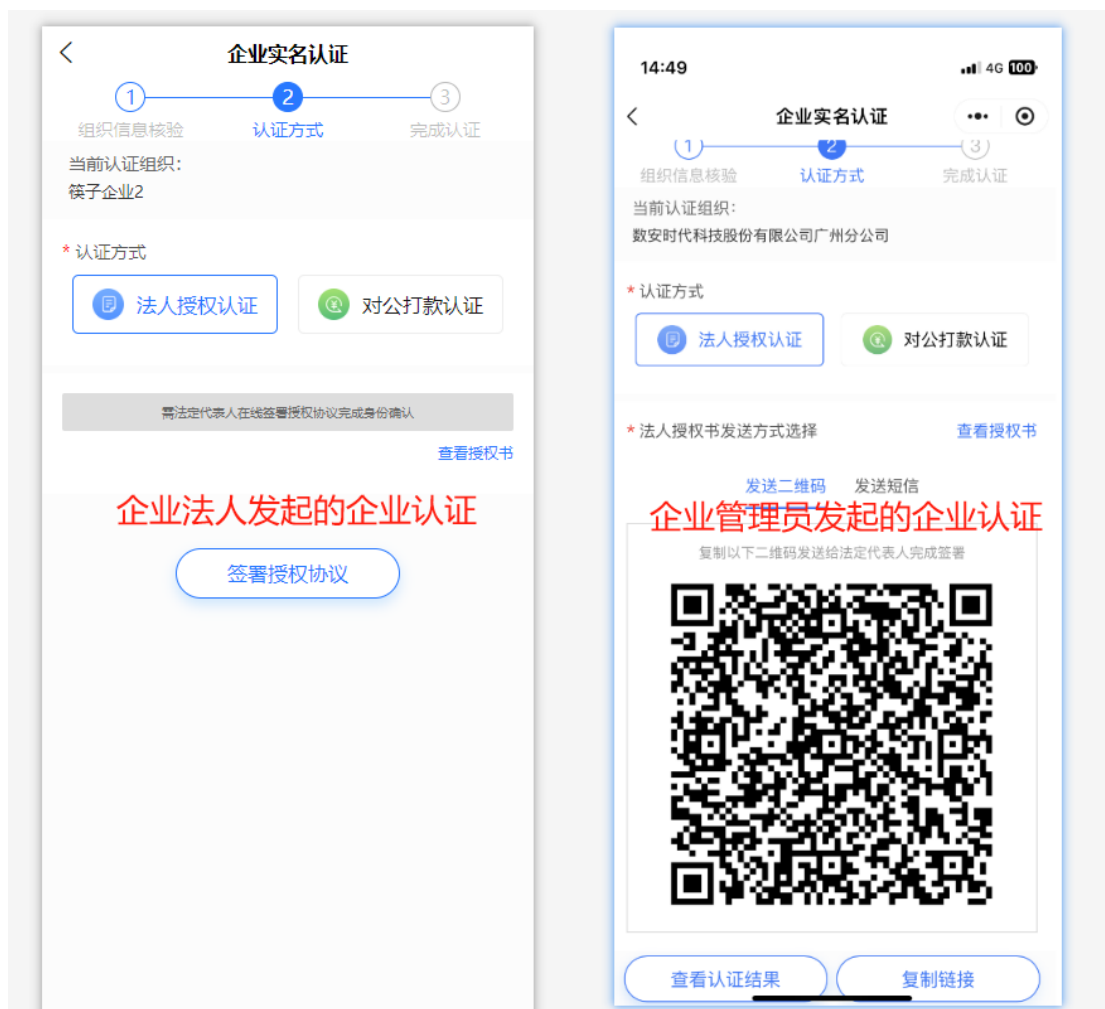 企业实名认证
1
2
3
组织信息核验
认证方式
完成认证
当前认证组织：
筷子企业2
* 认证方式
法人授权认证
对公打款认证
需法定代表人在线签署授权协议完成身份确认
查看授权书
企业法人发起的企业认证
签署授权协议
14:49
4G 100
企业实名认证
1
2
3
组织信息核验
认证方式
完成认证
当前认证组织：
数安时代科技股份有限公司广州分公司
* 认证方式
法人授权认证
对公打款认证
* 法人授权书发送方式选择
查看授权书
发送二维码
发送短信
企业管理员发起的企业认证
复制以下二维码发送给法定代表人完成签署
查看认证结果
复制链接